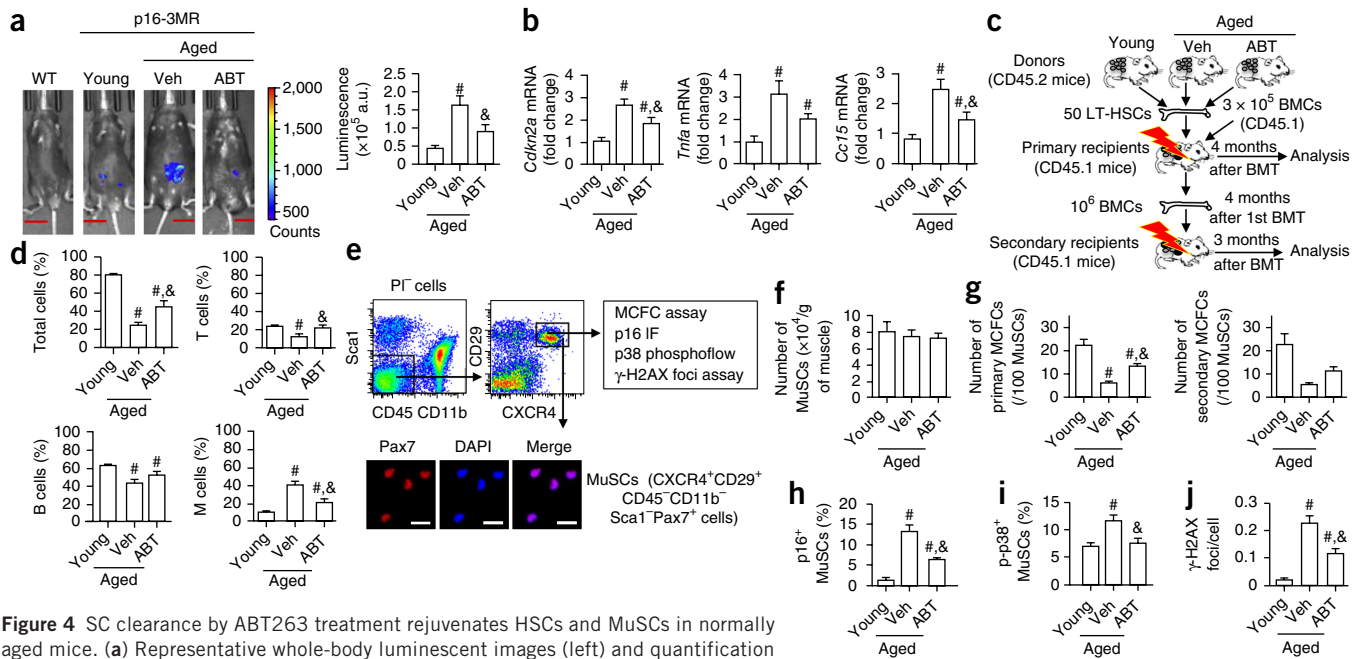 a
p16-3MR
Aged
WT Young Veh ABT
2,000
1,500
1,000
500
Counts
Luminescence
(×10⁵ a.u.)
2.5
2.0
1.5
1.0
0.5
0
#
&
Young Veh ABT
Aged
b
Cdkn2a mRNA
(fold change)
4
3
2
1
0
#
#,&
Young Veh ABT
Aged
Tnfa mRNA
(fold change)
4
3
2
1
0
#
#
Young Veh ABT
Aged
Cc15 mRNA
(fold change)
3
2
1
0
#
#,&
Young Veh ABT
Aged
c
Aged
Young Veh ABT
Donors
(CD45.2 mice)
50 LT-HSCs
3 × 10⁵ BMCs
(CD45.1)
Primary recipients
(CD45.1 mice)
4 months
after BMT
Analysis
10⁶ BMCs
4 months
after 1st BMT
Secondary recipients
(CD45.1 mice)
3 months
after BMT
Analysis
d
Total cells (%)
100
80
60
40
20
0
#
#,&
Young Veh ABT
Aged
T cells (%)
100
80
60
40
20
0
#
&
Young Veh ABT
Aged
B cells (%)
100
80
60
40
20
0
#
#
Young Veh ABT
Aged
M cells (%)
100
80
60
40
20
0
#
#,&
Young Veh ABT
Aged
e
PI⁻ cells
Sca1
CD45 CD11b
CD29
CXCR4
MCFC assay
p16 IF
p38 phosphoflow
γ-H2AX foci assay
Pax7 DAPI Merge
MuSCs (CXCR4⁺CD29⁺
CD45⁻CD11b⁻
Sca1⁻Pax7⁺ cells)
f
Number of
MuSCs (×10⁻⁴/g
of muscle)
10
8
6
4
2
0
Young Veh ABT
Aged
g
Number of
primary MCFCs
(/100 MuSCs)
30
20
10
0
#
#,&
Young Veh ABT
Aged
Number of
secondary MCFCs
(/100 MuSCs)
30
20
10
0
Young Veh ABT
Aged
h
p16⁺
MuSCs (%)
20
15
10
5
0
#
#,&
Young Veh ABT
Aged
i
p-p38⁺
MuSCs (%)
15
10
5
0
#
&
Young Veh ABT
Aged
j
γ-H2AX
foci/cell
0.3
0.2
0.1
0
#
#,&
Young Veh ABT
Aged
Figure 4 SC clearance by ABT263 treatment rejuvenates HSCs and MuSCs in normally
aged mice. (a) Representative whole-body luminescent images (left) and quantification